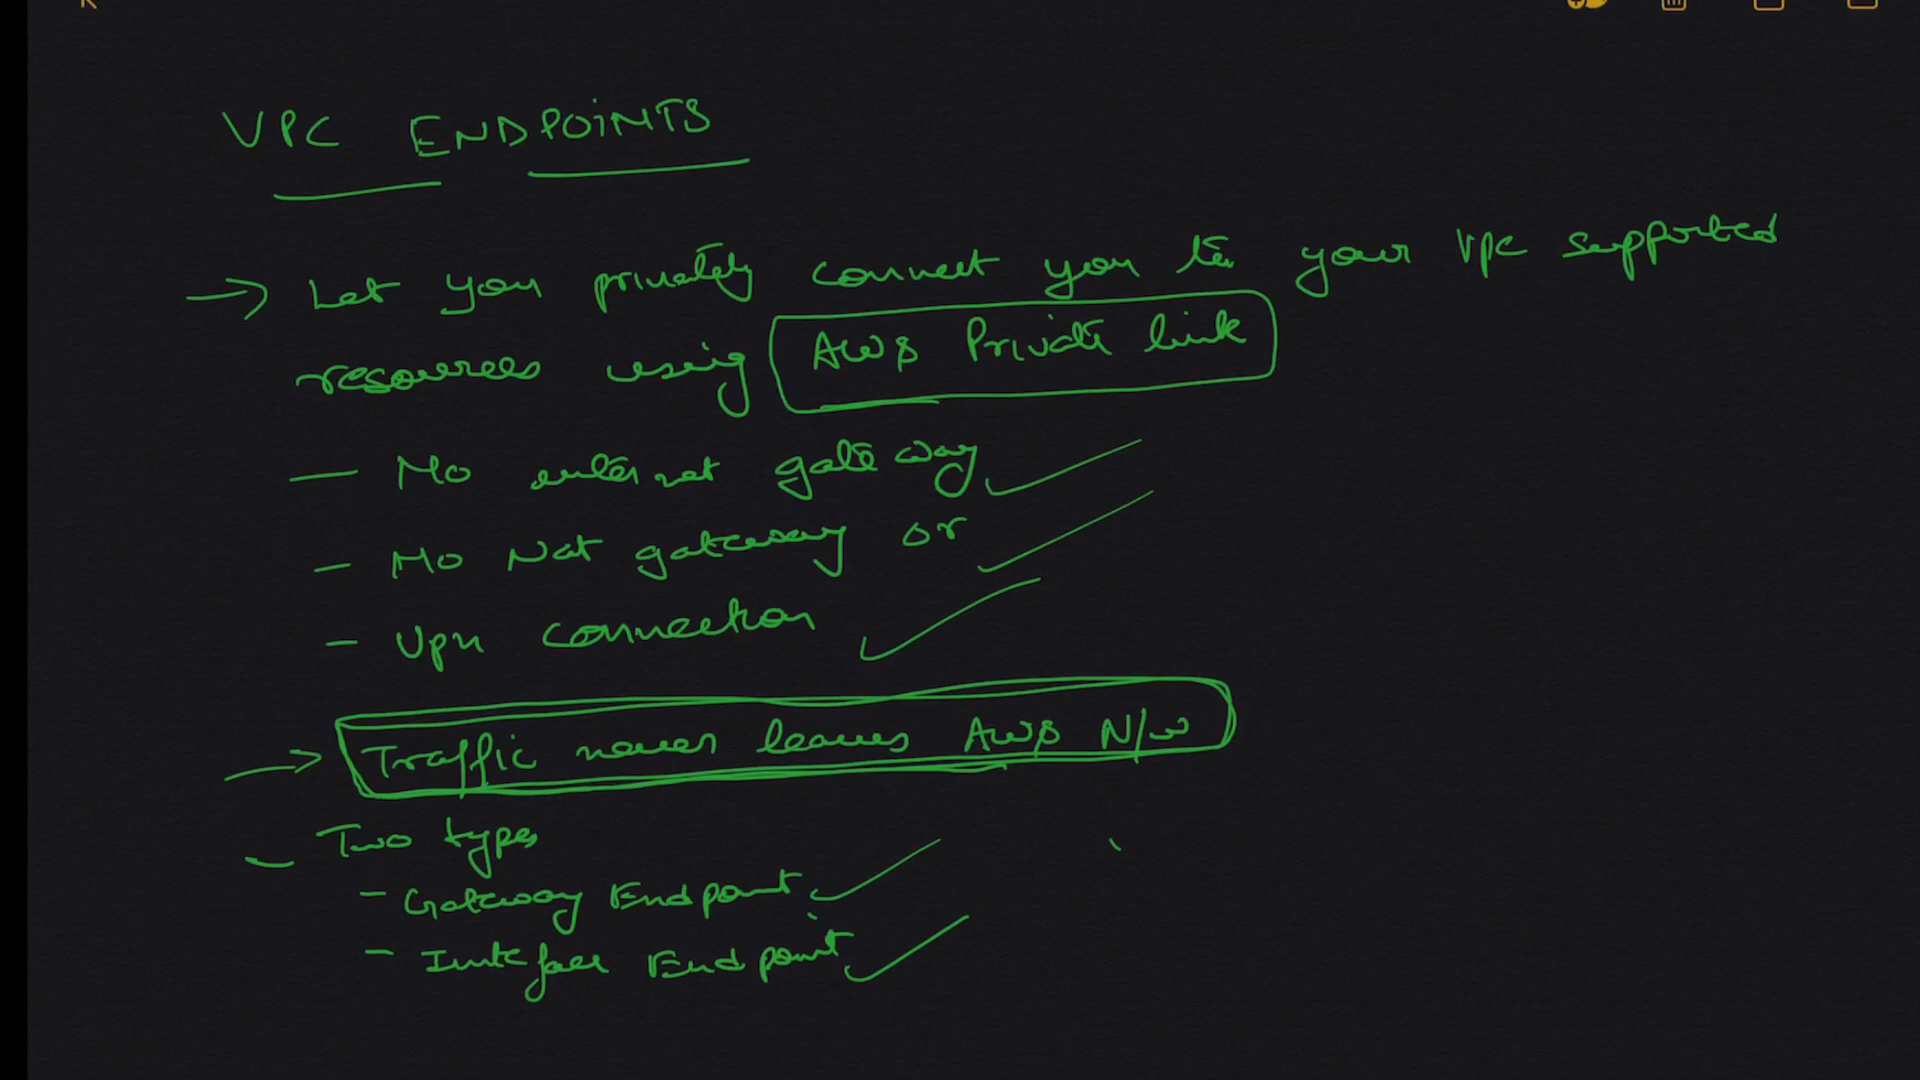 VPC ENDPOINTS
→ Let you privately connect you to your Vpc supported
resources using AWS Private link
- No internet gateway
- No Nat gateway or
- Vpn connection
→ Traffic never leaves AWS N/w
- Two types
- Gateway Endpoint
- Interface Endpoint